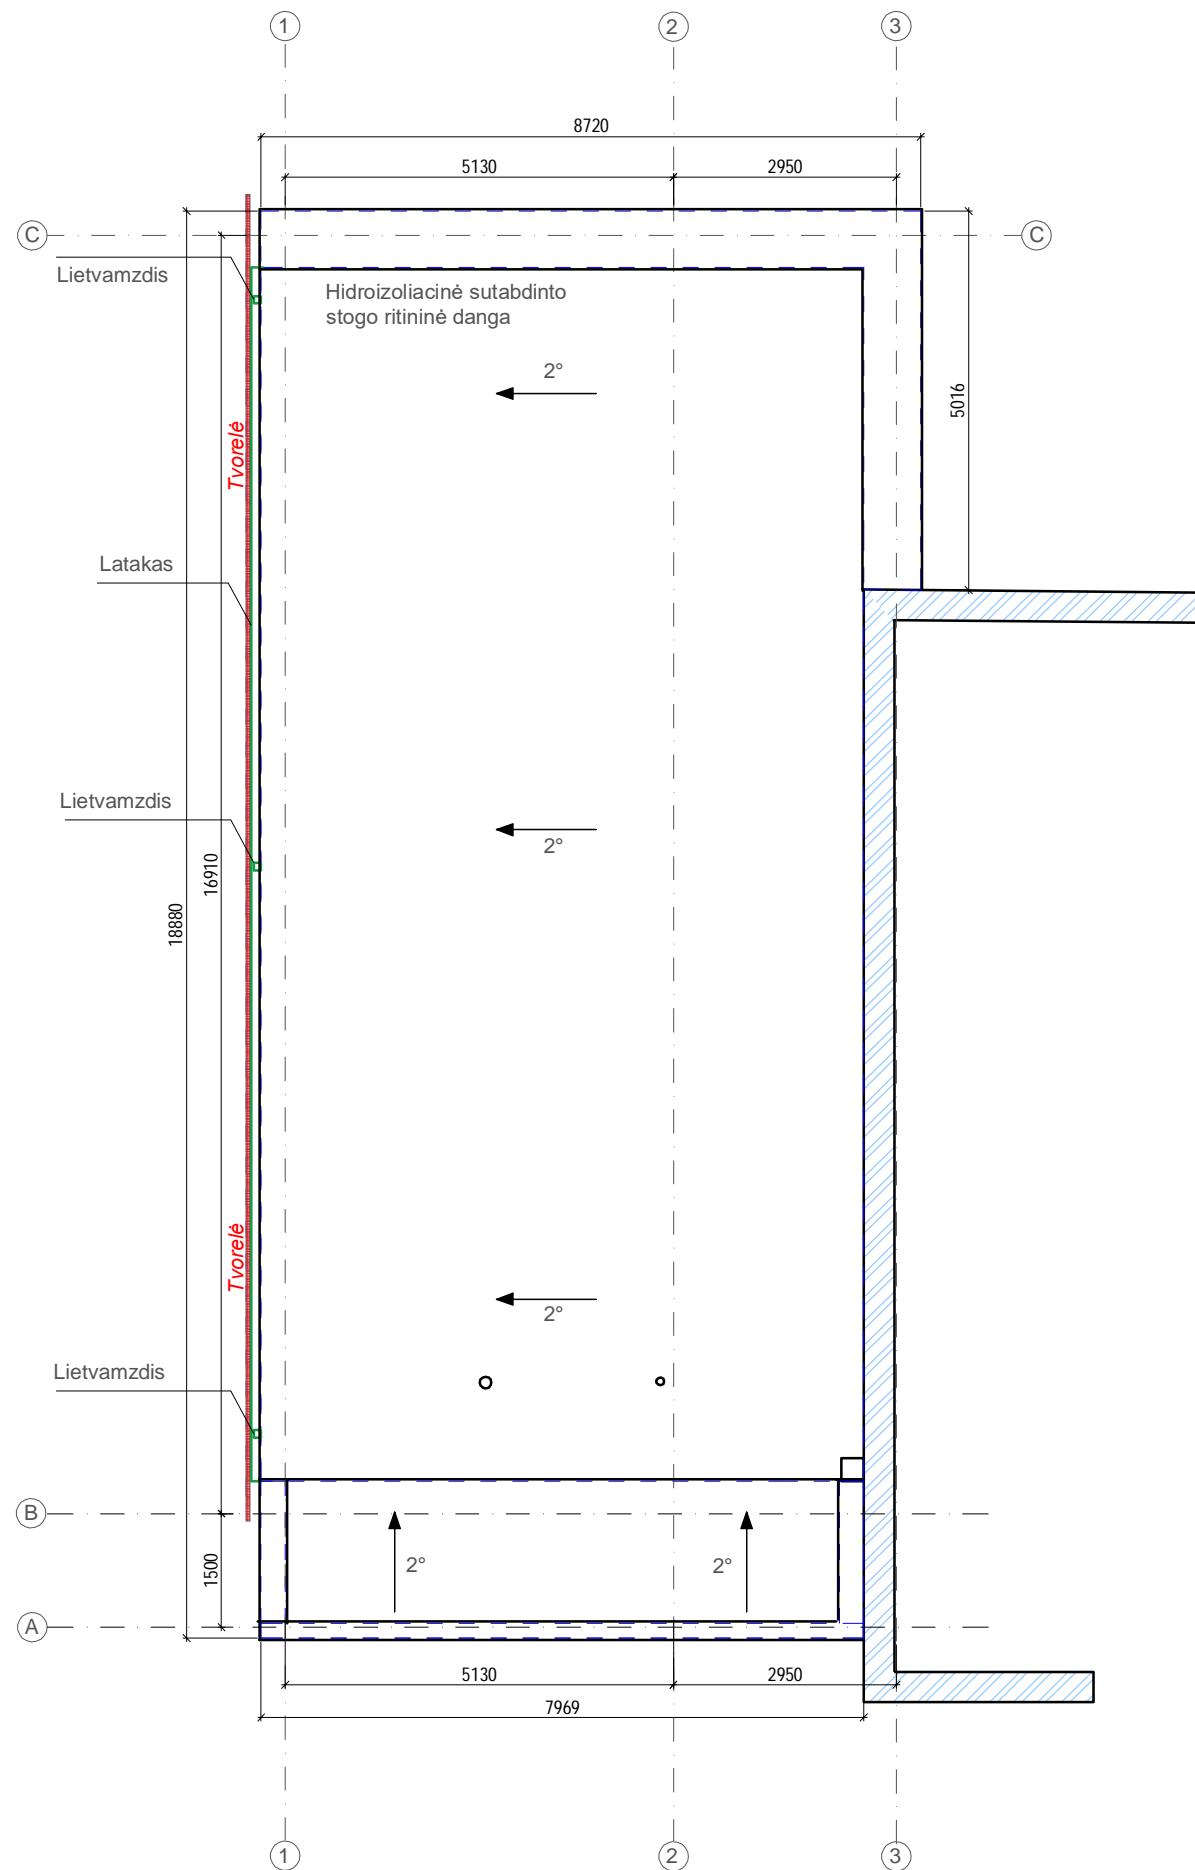 1
2
3
8720
5130
2950
C
C
Lietvamzdis
Hidroizoliacinė sutabdinto
stogo ritininė danga
2°
5016
Tvorelė
Latakas
Lietvamzdis
2°
16910
18880
Tvorelė
2°
Lietvamzdis
B
1500
2°
2°
A
5130
2950
7969
1
2
3